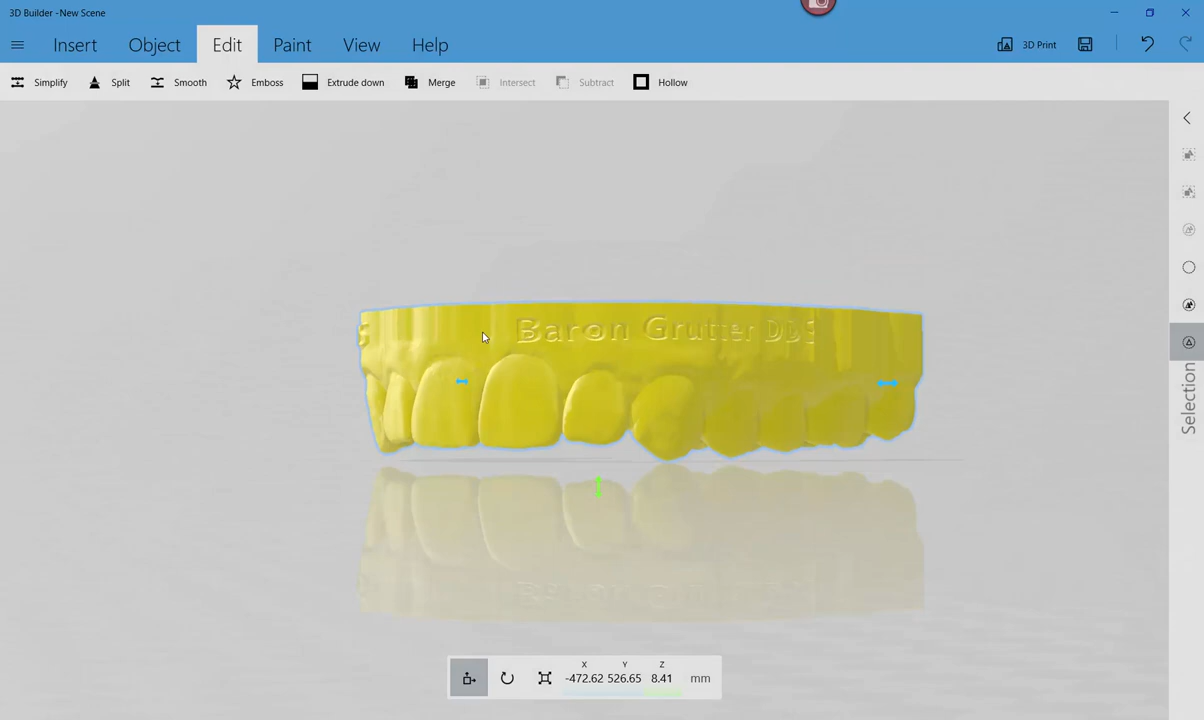 3D Builder -New Scene
Insert Object Edit Paint View Help 3D Print
Simplify Split Smooth Emboss Extrude down Merge Intersect Subtract Hollow
S Baron Grutter DDS
Selection
X Y Z
-472.62 526.65 8.41 mm